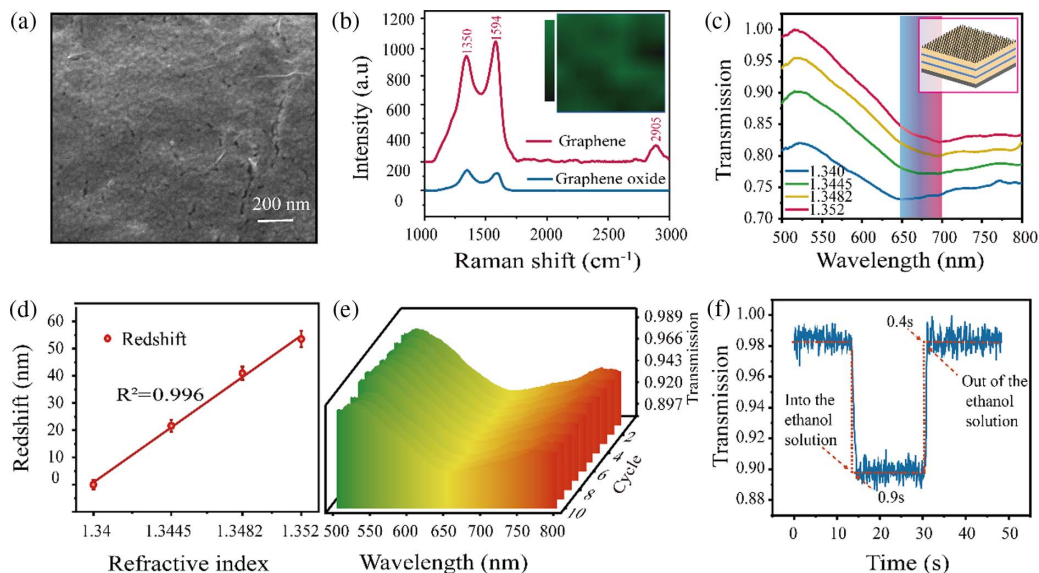 (a)
200 nm
(b)
Intensity (a.u)
1200
1000
800
600
400
200
0
1350
1594
2905
Graphene
Graphene oxide
1000
1500
2000
2500
3000
Raman shift (cm⁻¹)
(c)
Transmission
1.00
0.95
0.90
0.85
0.80
0.75
0.70
1.340
1.3445
1.3482
1.352
500
550
600
650
700
750
800
Wavelength (nm)
(d)
Redshift (nm)
60
50
40
30
20
10
0
Redshift
R²=0.996
1.34
1.3445
1.3482
1.352
Refractive index
(e)
0.989
0.966
0.943
0.920
0.897
Transmission
2
4
6
8
10
Cycle
500
550
600
650
700
750
800
Wavelength (nm)
(f)
Transmission
1.00
0.98
0.96
0.93
0.90
0.88
0.4s
Into the
ethanol
solution
Out of the
ethanol
solution
0.9s
0
10
20
30
40
50
Time (s)